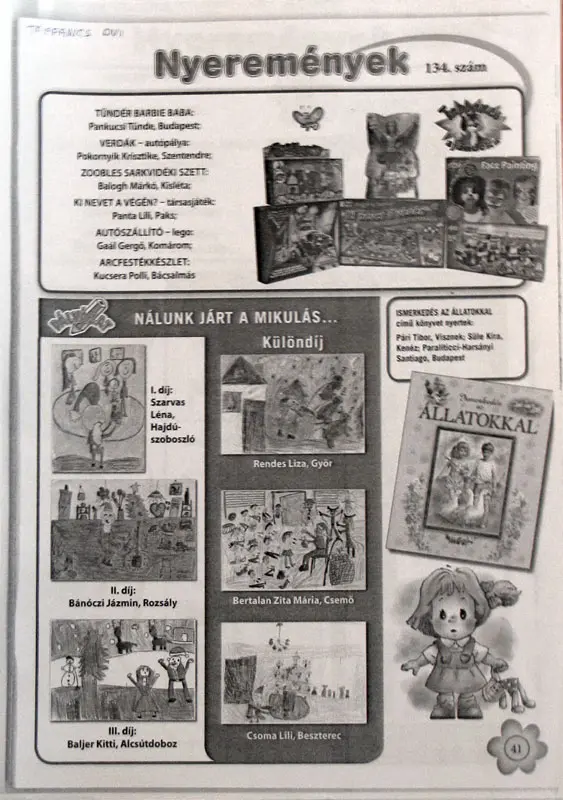 Nyeremények 134. szám
TÜNDÉR BARBIE BABA:
Pankucsi Tünde, Budapest;
VERDÁK – autópálya:
Pokornyik Krisztike, Szentendre;
ZOOBLES SARKVIDÉKI SZETT:
Balogh Márkó, Kisléta;
KI NEVET A VÉGÉN? – társasjáték:
Panta Lili, Paks;
AUTÓSZÁLLÍTÓ – lego:
Gaál Gergő, Komárom;
ARCFESTÉKKÉSZLET:
Kucsera Polli, Bácsalmás
Face Painting
NÁLUNK JÁRT A MIKULÁS...
Különdíj
I. díj:
Szarvas
Léna,
Hajdú-
szoboszló
Rendes Liza, Győr
II. díj:
Bánóczi Jázmin, Rozsály
Bertalan Zita Mária, Csemő
III. díj:
Baljer Kitti, Alcsútdoboz
Csoma Lili, Beszterec
ISMERKEDÉS AZ ÁLLATOKKAL
című könyvet nyertek:
Pári Tibor, Visznek; Süle Kira,
Kenéz; Paraliticci-Harsányi
Santiago, Budapest
Ismerkedés
az
ÁLLATOKKAL
41